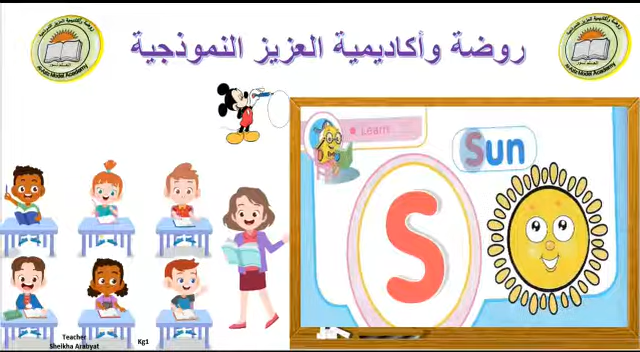 روضة وأكاديمية العزيز النموذجية
Learn
Sun
S
Teacher
Sheikha Arabyat
Kg1